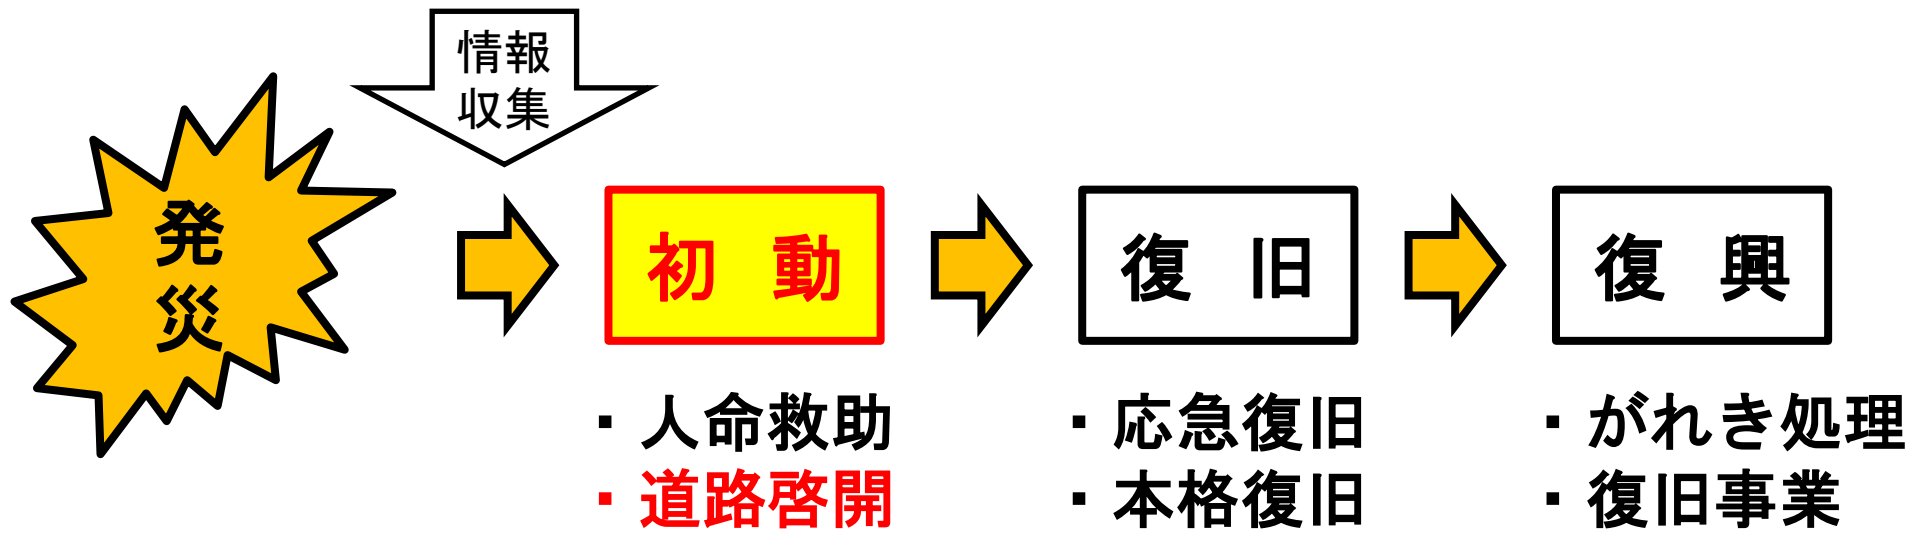 情報
収集
発
災
初　動
復　旧
復　興
・人命救助
・道路啓開
・応急復旧
・本格復旧
・がれき処理
・復旧事業